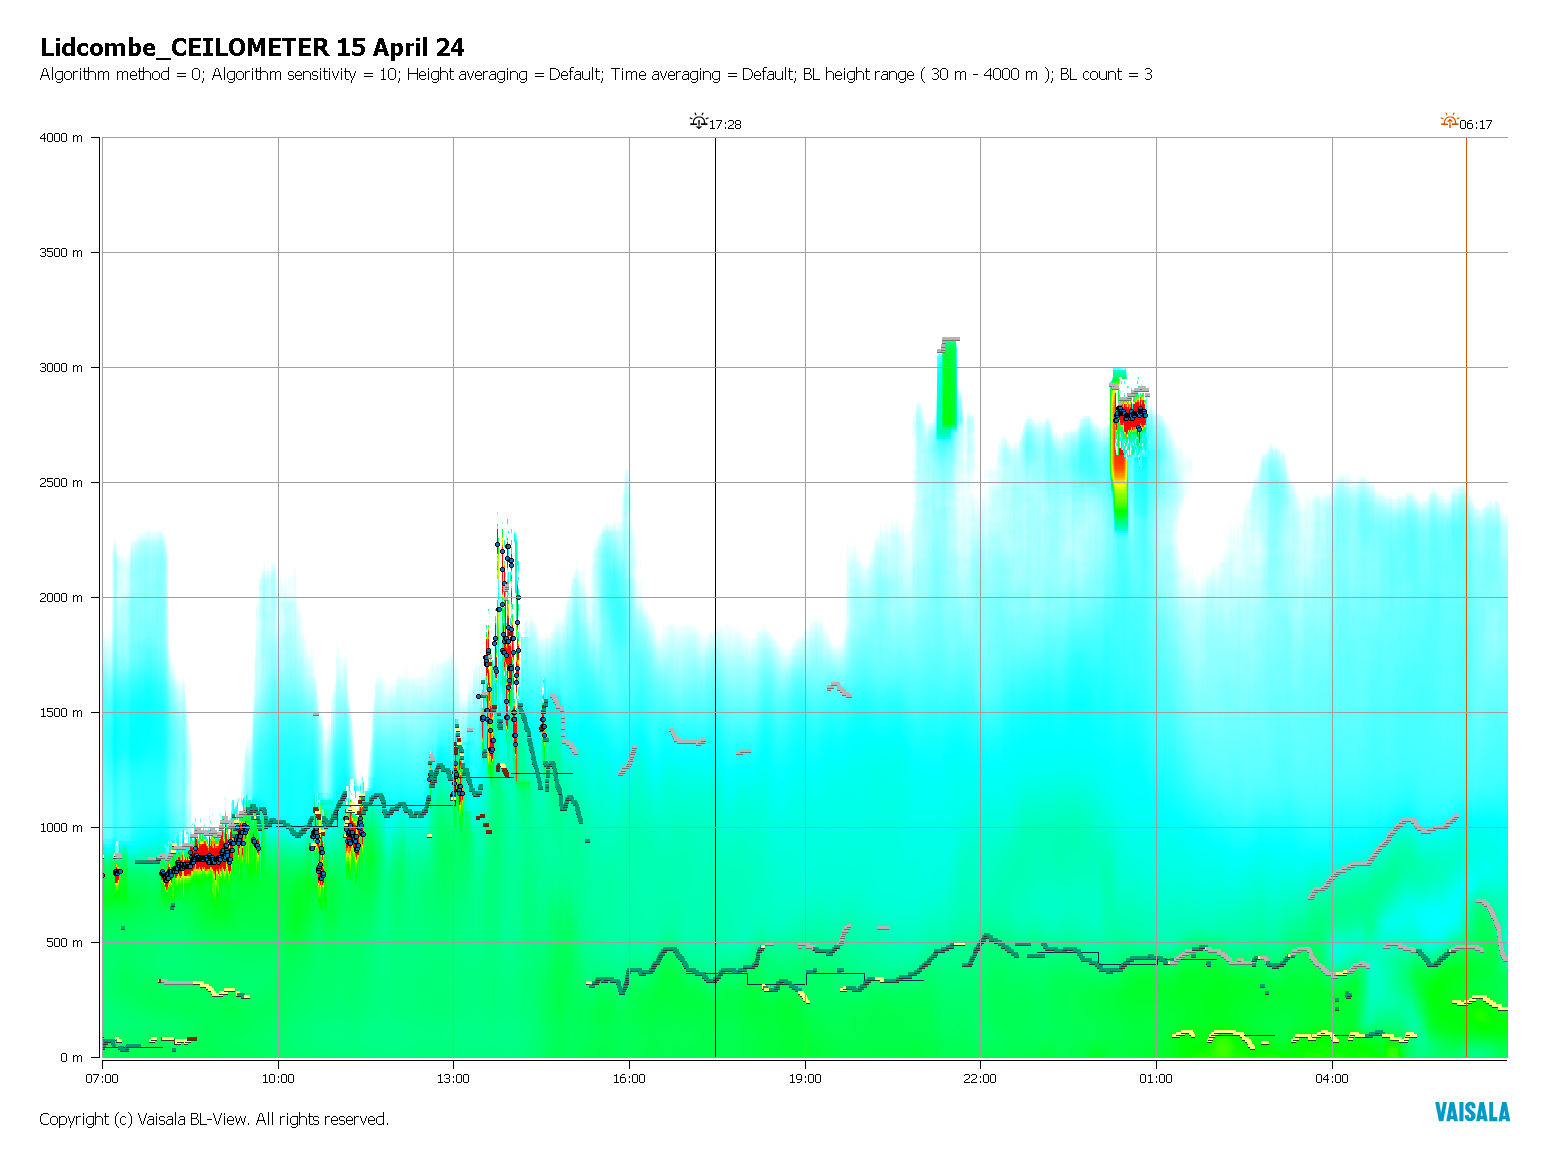 Lidcombe_CEILOMETER 15 April 24
Algorithm method = 0; Algorithm sensitivity = 10; Height averaging = Default; Time averaging = Default; BL height range ( 30 m - 4000 m ); BL count = 3
17:28
06:17
4000 m
3500 m
3000 m
2500 m
2000 m
1500 m
1000 m
500 m
0 m
07:00 10:00 13:00 16:00 19:00 22:00 01:00 04:00
Copyright (c) Vaisala BL-View. All rights reserved.
VAISALA